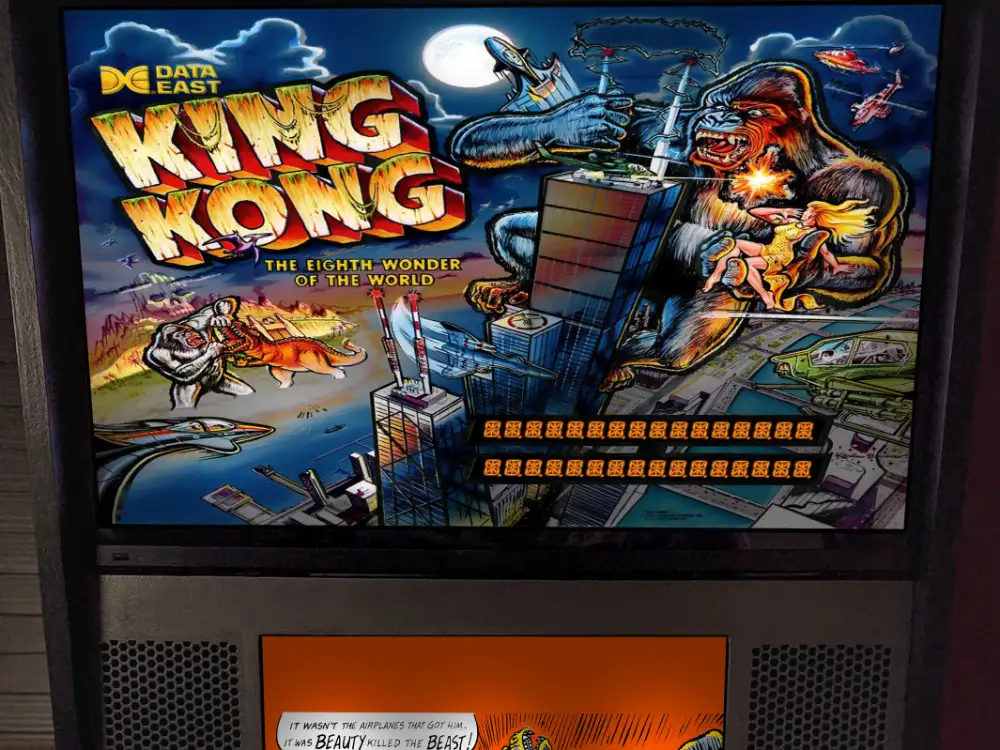 DATA
EAST
KING
KONG
THE EIGHTH WONDER
OF THE WORLD
IT WASN'T THE AIRPLANES THAT GOT HIM.
IT WAS BEAUTY KILLED THE BEAST!